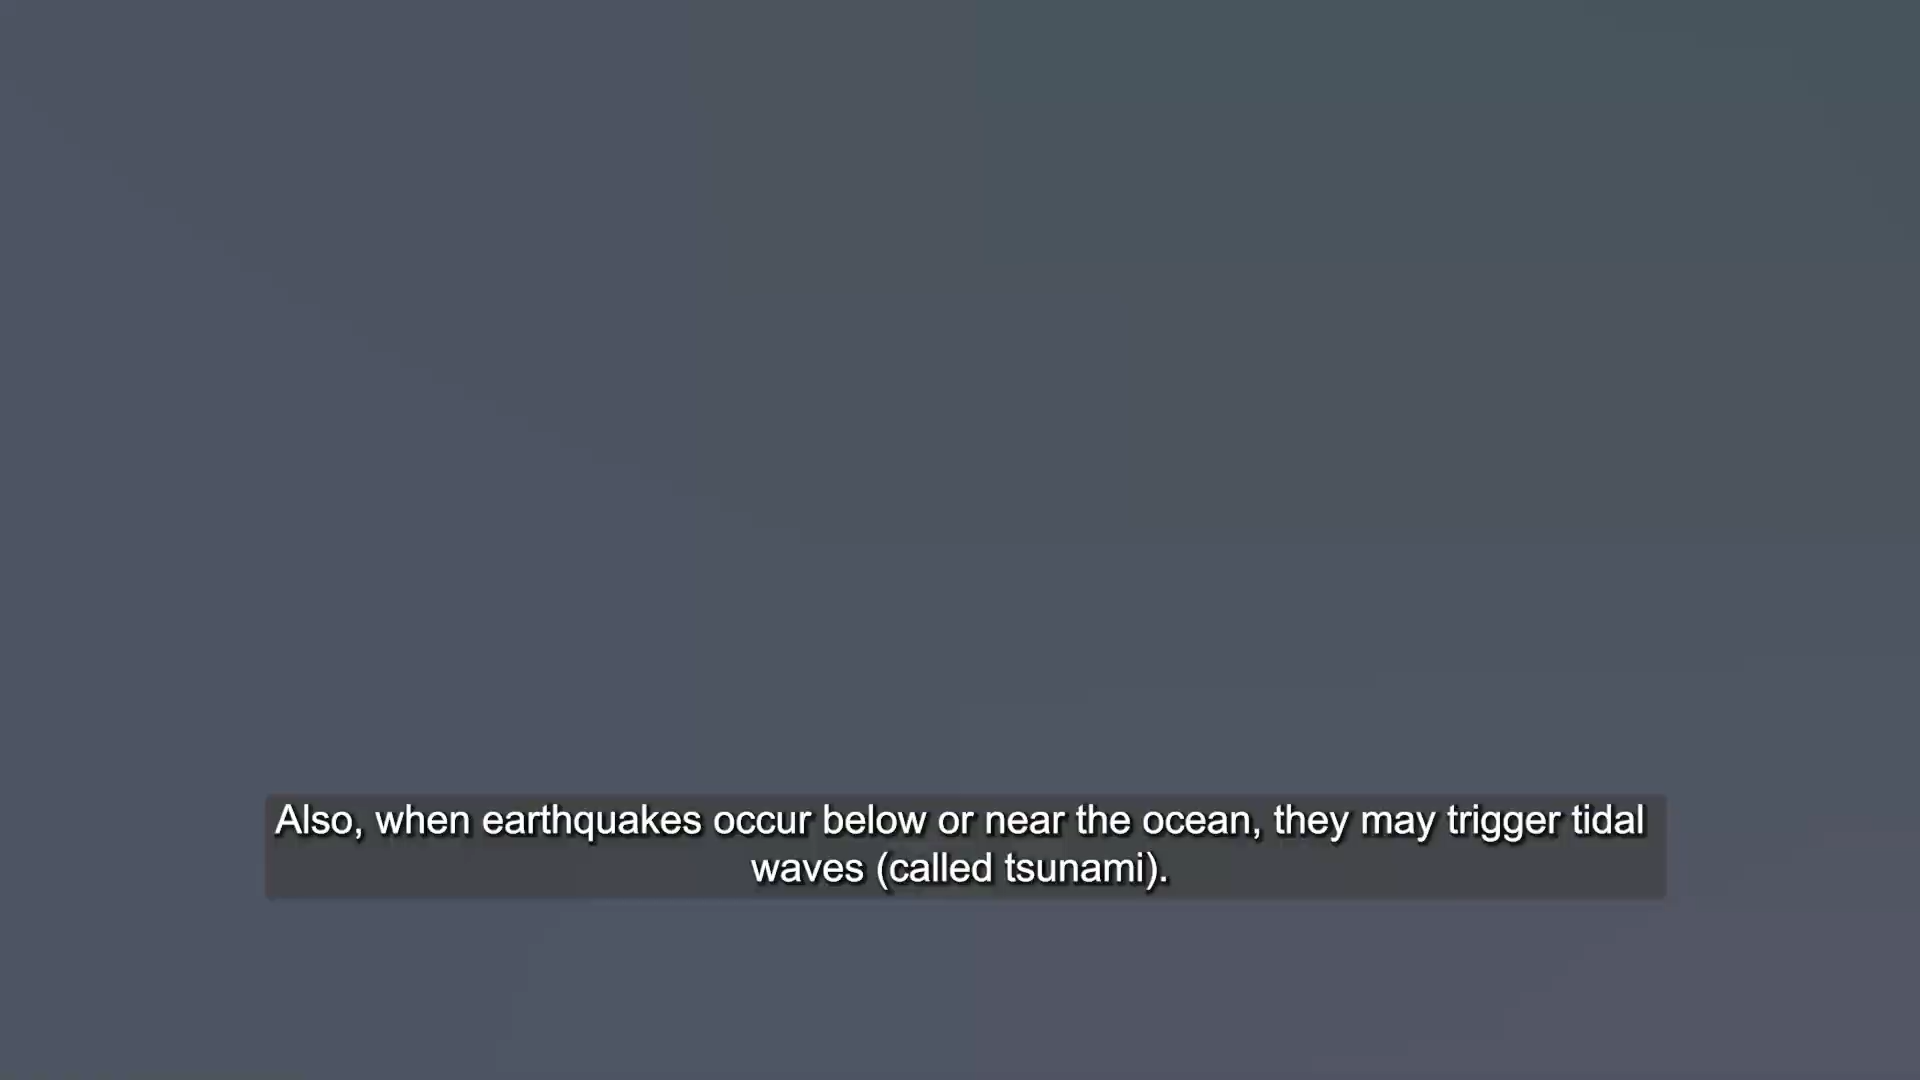 Also, when earthquakes occur below or near the ocean, they may trigger tidal
waves (called tsunami).